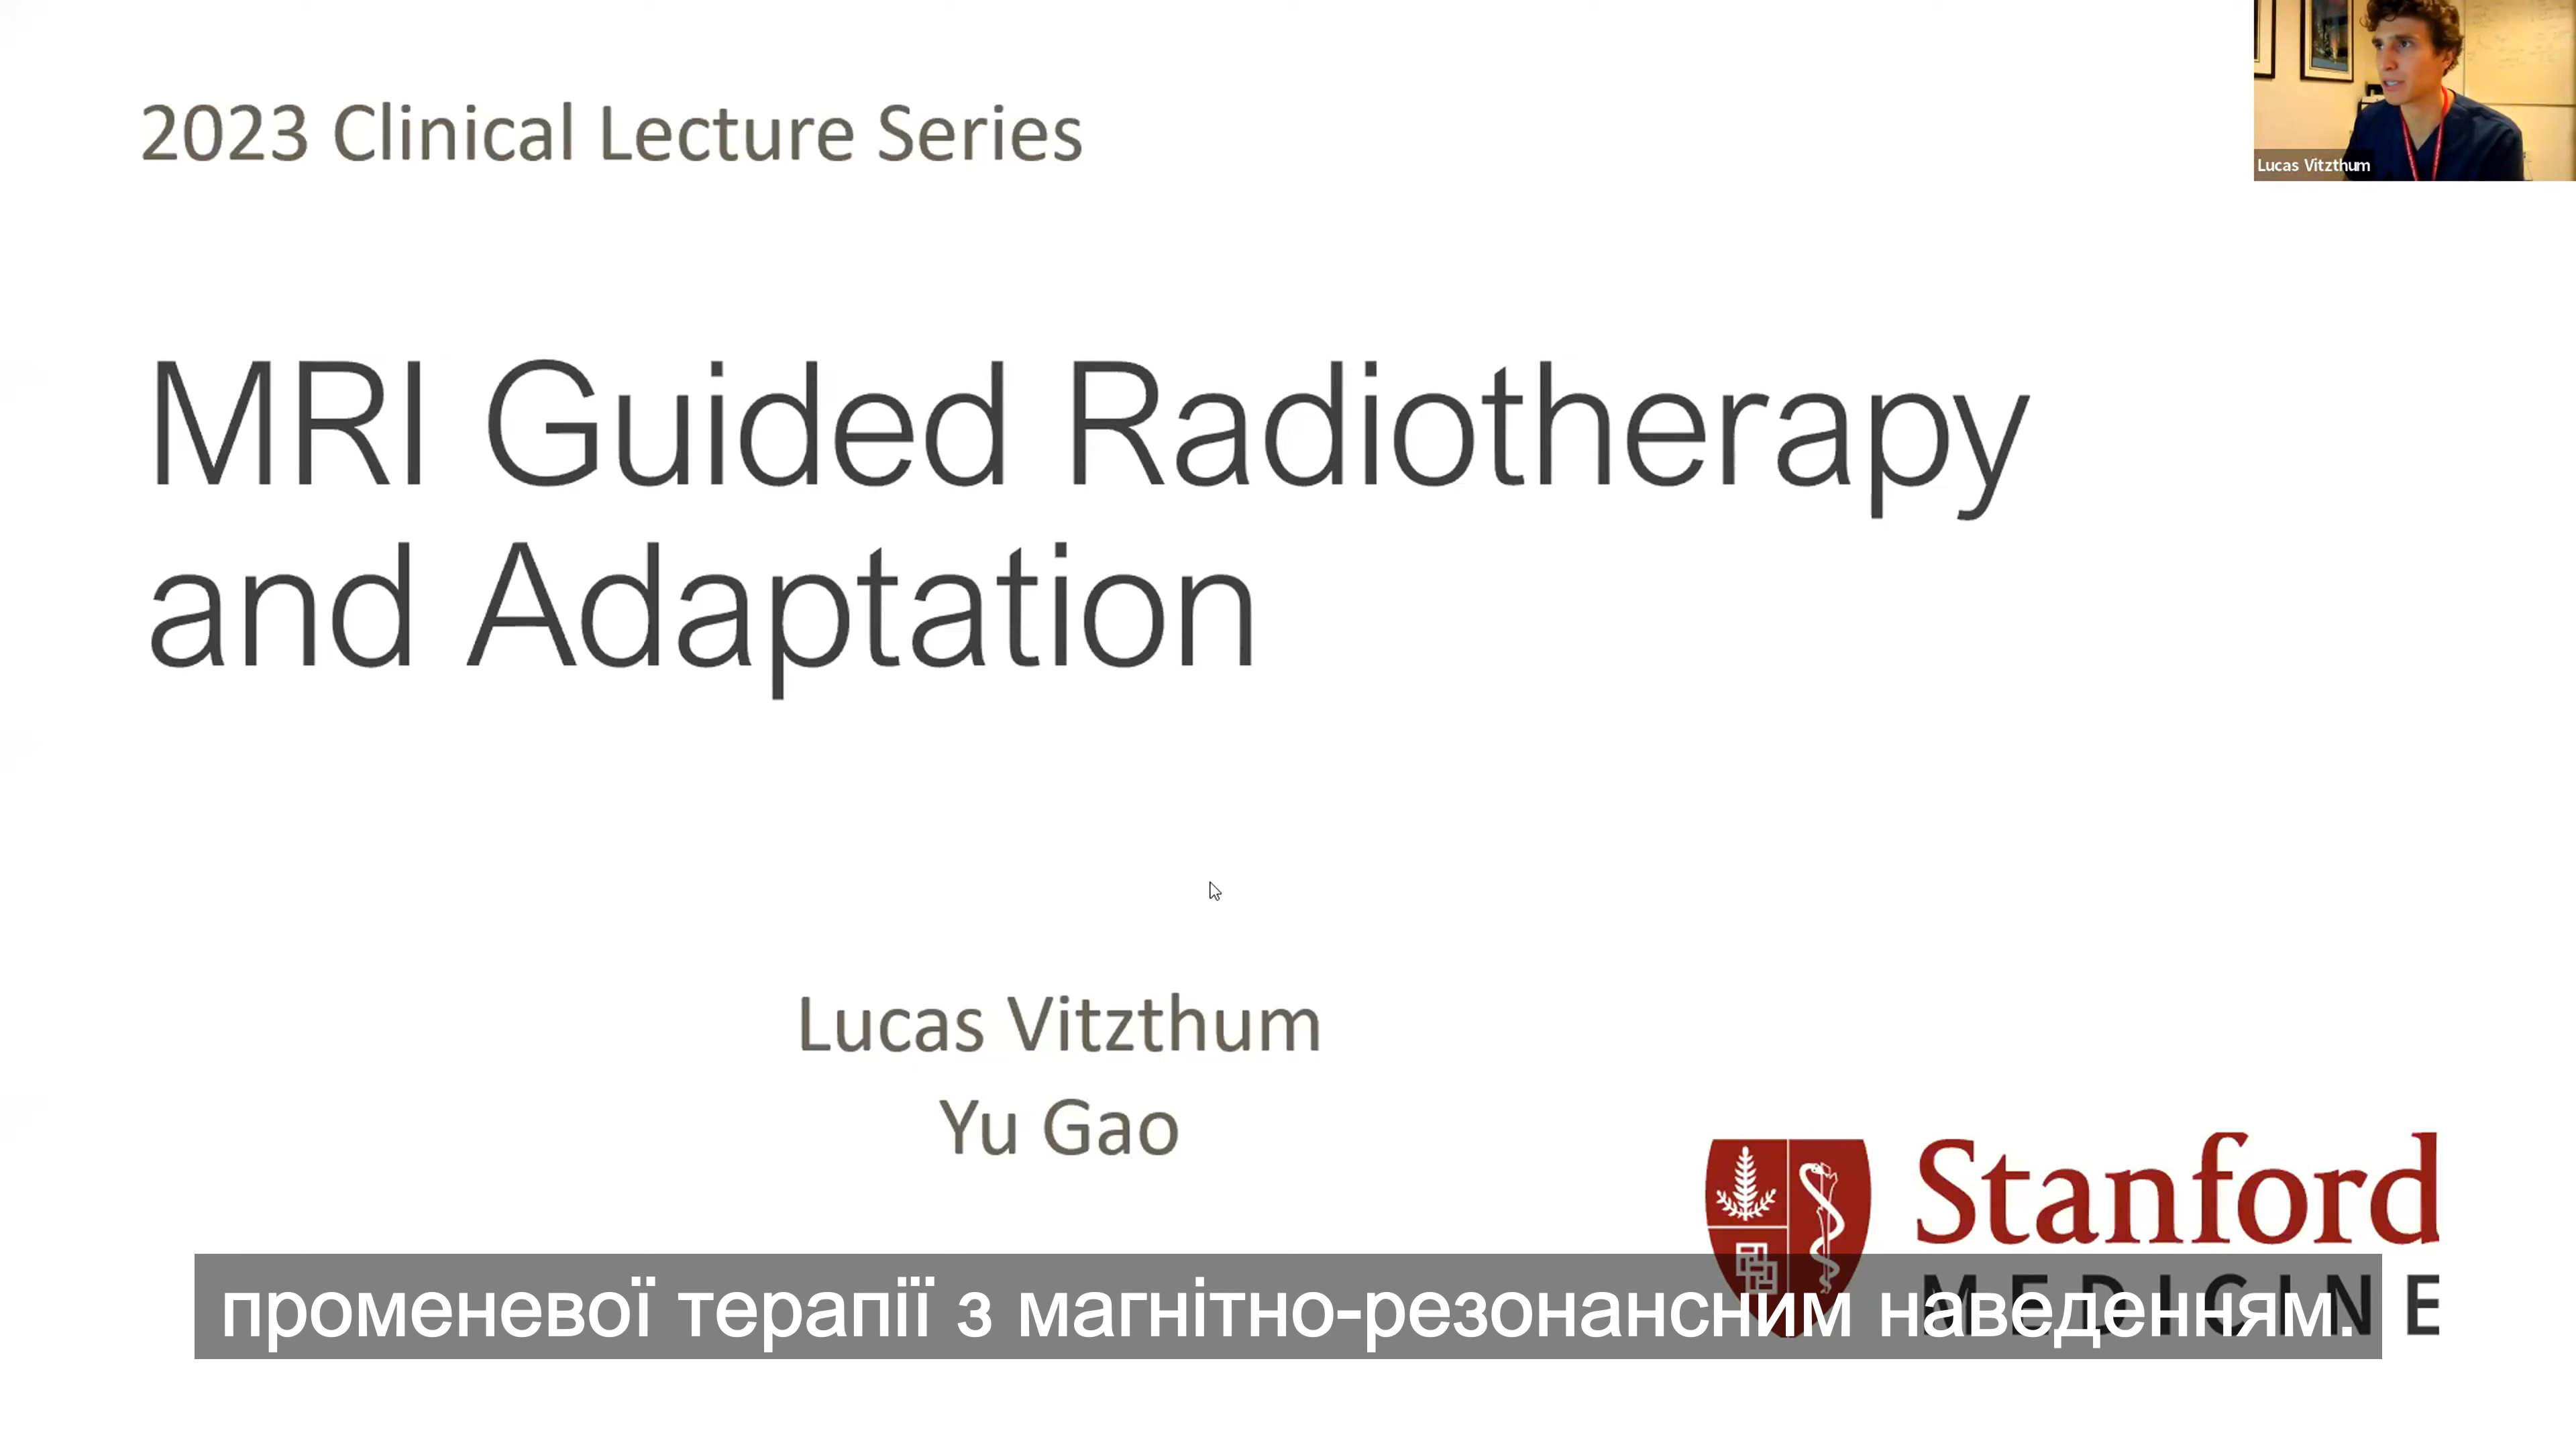 2023 Clinical Lecture Series
Lucas Vitzthum
MRI Guided Radiotherapy
and Adaptation
Lucas Vitzthum
Yu Gao
Stanford
MEDICINE
променевої терапії з магнітно-резонансним наведенням.